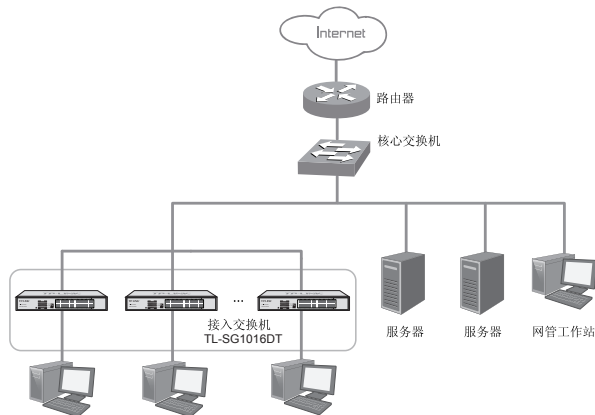 Internet
路由器
核心交换机
...
接入交换机
TL-SG1016DT
服务器
服务器
网管工作站